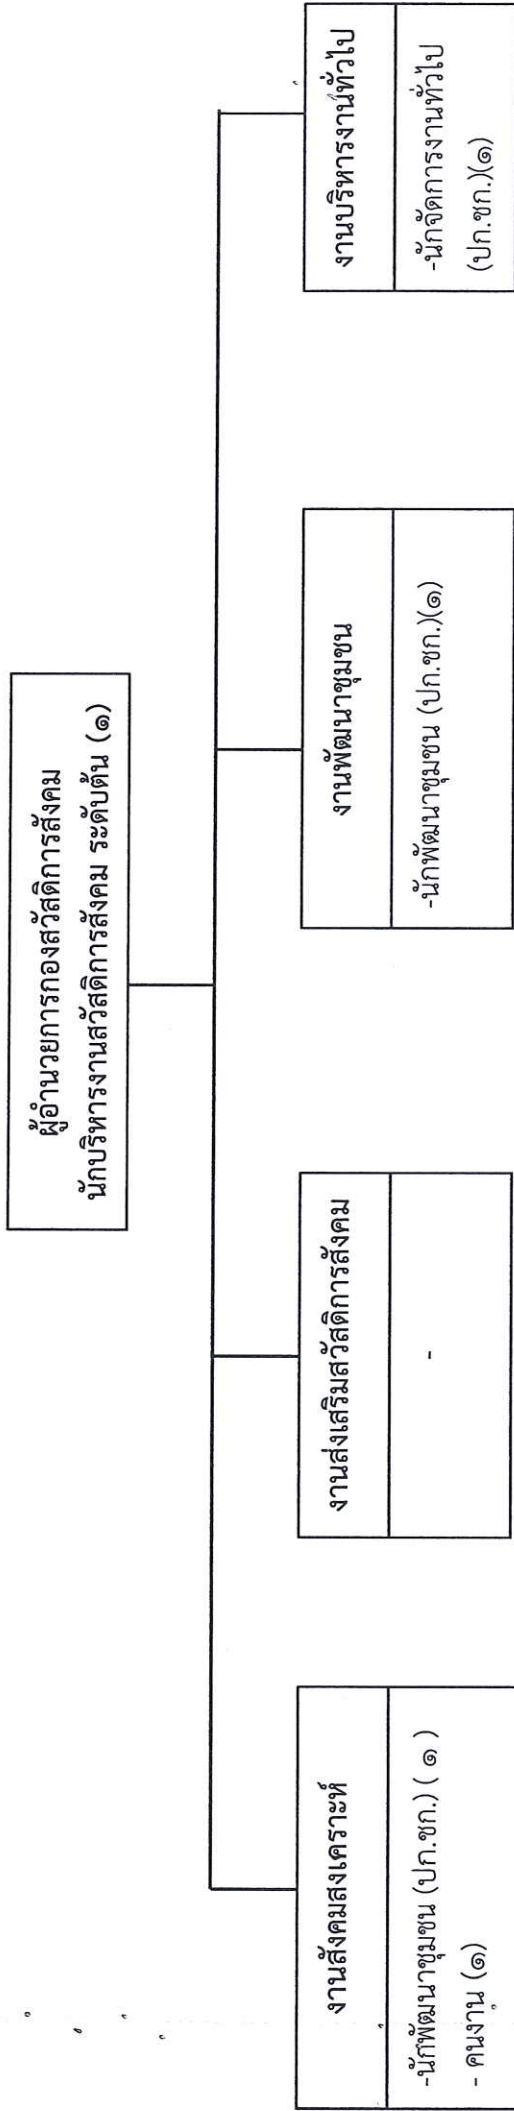 ผู้อำนวยการกองสวัสดิการสังคม
นักบริหารงานสวัสดิการสังคม ระดับต้น (๑)
งานสังคมสงเคราะห์
-นักพัฒนาชุมชน (ปก.ชก.) ( ๑ )
- คนงาน (๑)
งานส่งเสริมสวัสดิการสังคม
-
งานพัฒนาชุมชน
-นักพัฒนาชุมชน (ปก.ชก.)(๑)
งานบริหารงานทั่วไป
-นักจัดการงานทั่วไป
(ปก.ชก.)(๑)